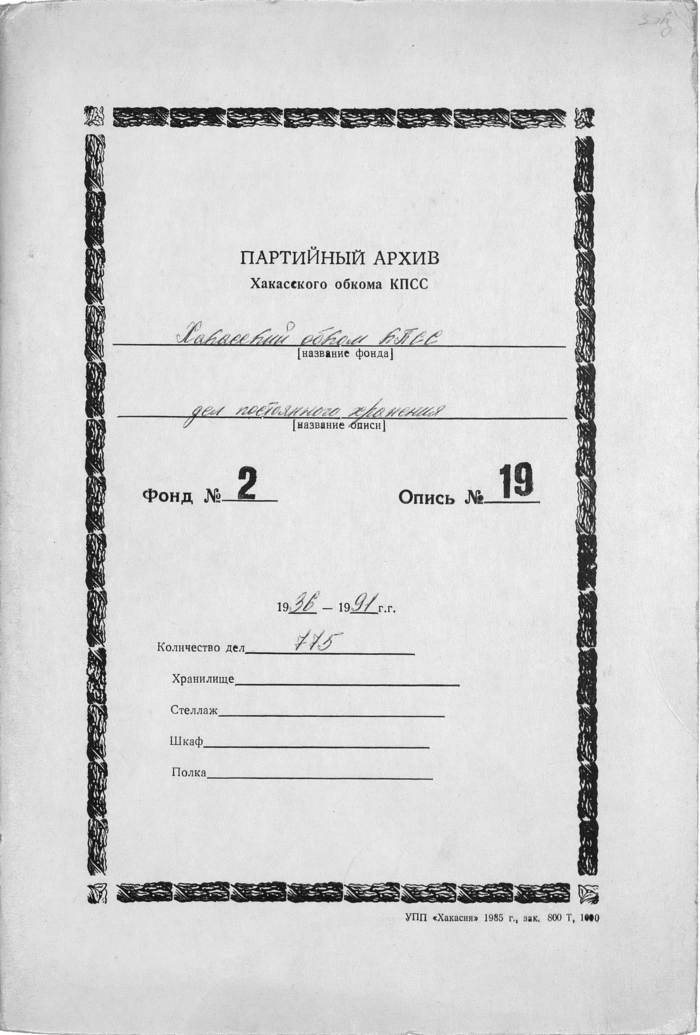 ПАРТИЙНЫЙ АРХИВ
Хакасского обкома КПСС
Хакасский обком КПСС
[название фонда]
дел постоянного хранения
[название описи]
Фонд № 2 Опись № 19
1936 — 1991 г.г.
Количество дел 775
Хранилище
Стеллаж
Шкаф
Полка
УПП «Хакасия» 1985 г., зак. 800 Т, 1000